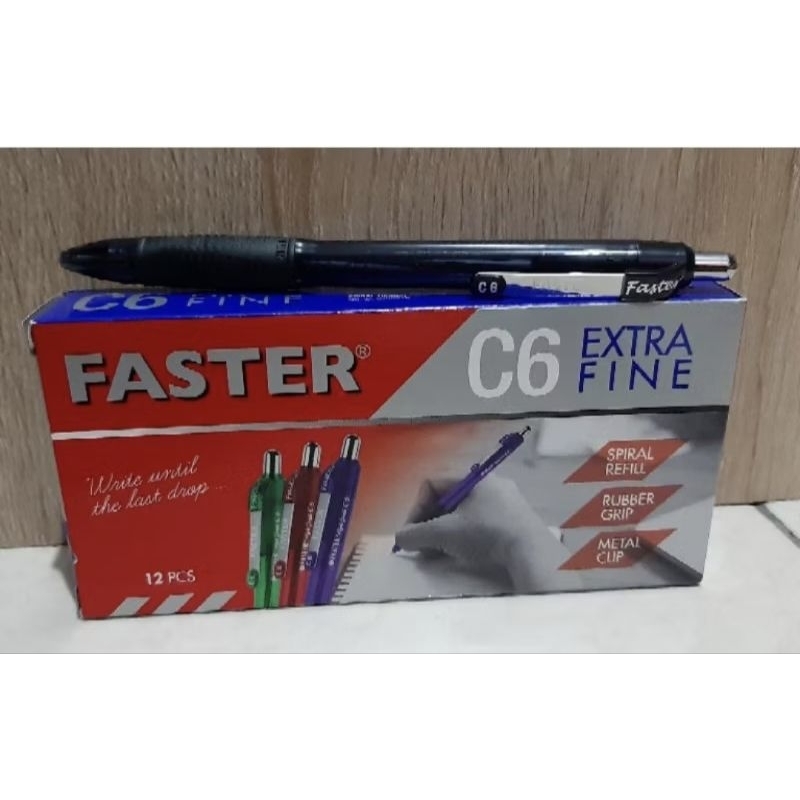 C6
Faster
C6 FINE
FASTER®
C6 EXTRA
FINE
Write until
the last drop...
12 PCS
SPIRAL
REFILL
RUBBER
GRIP
METAL
CLIP